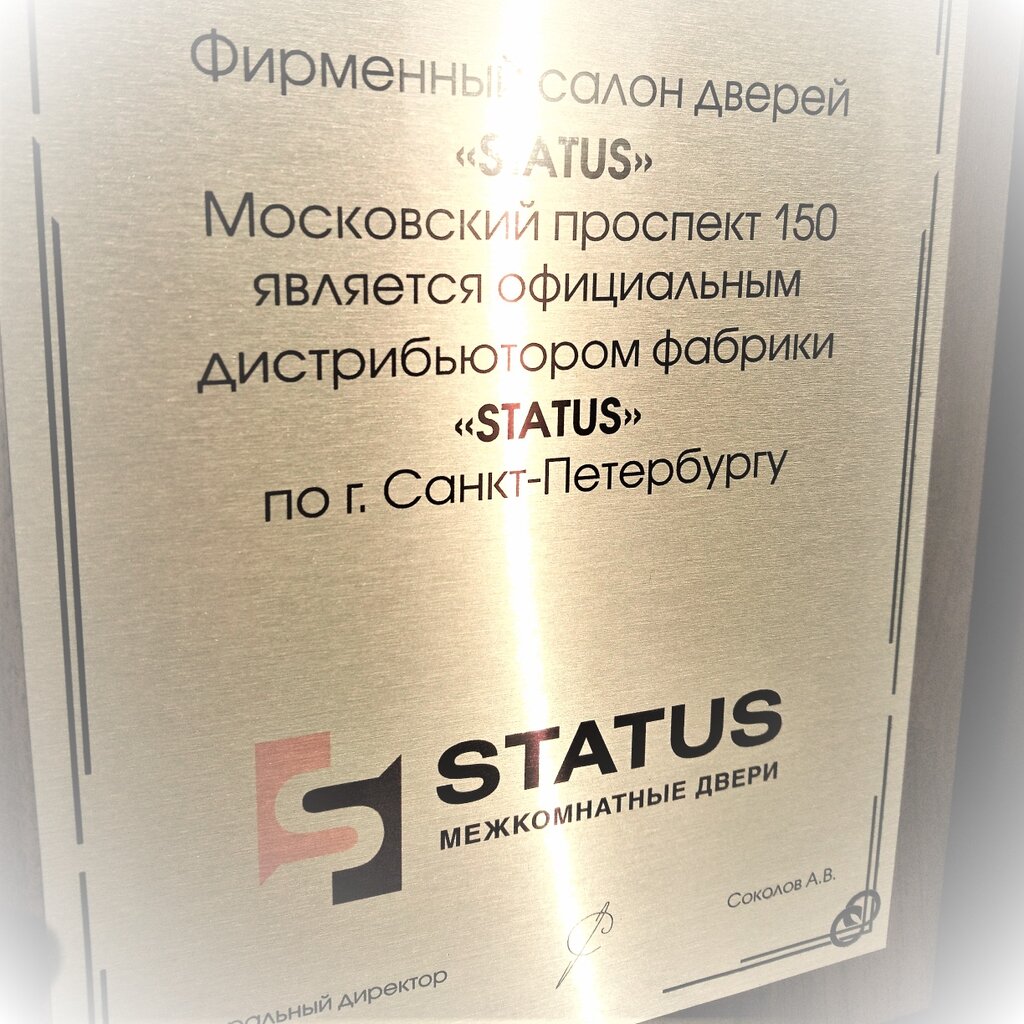 Фирменный салон дверей
«STATUS»
Московский проспект 150
является официальным
дистрибьютором фабрики
«STATUS»
по г. Санкт-Петербургу
STATUS
МЕЖКОМНАТНЫЕ ДВЕРИ
Соколов А.В.
директор